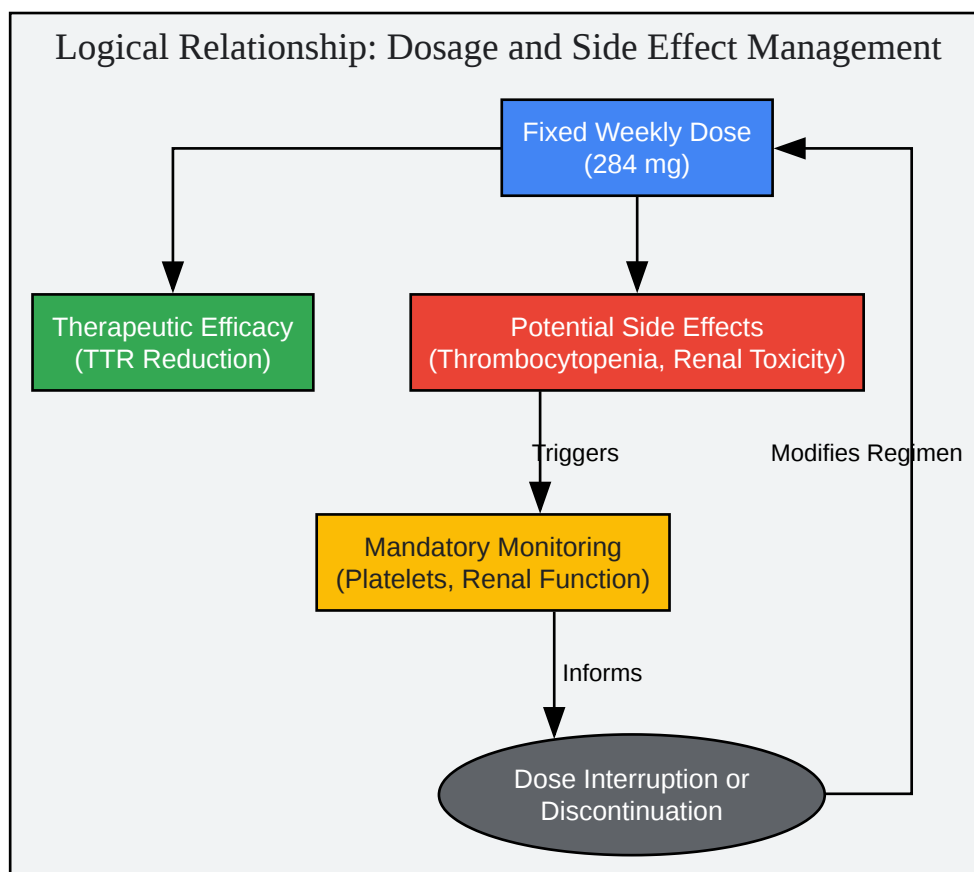 Logical Relationship: Dosage and Side Effect Management
Fixed Weekly Dose
(284 mg)
Therapeutic Efficacy
(TTR Reduction)
Potential Side Effects
(Thrombocytopenia, Renal Toxicity)
Triggers
Modifies Regimen
Mandatory Monitoring
(Platelets, Renal Function)
Informs
Dose Interruption or
Discontinuation